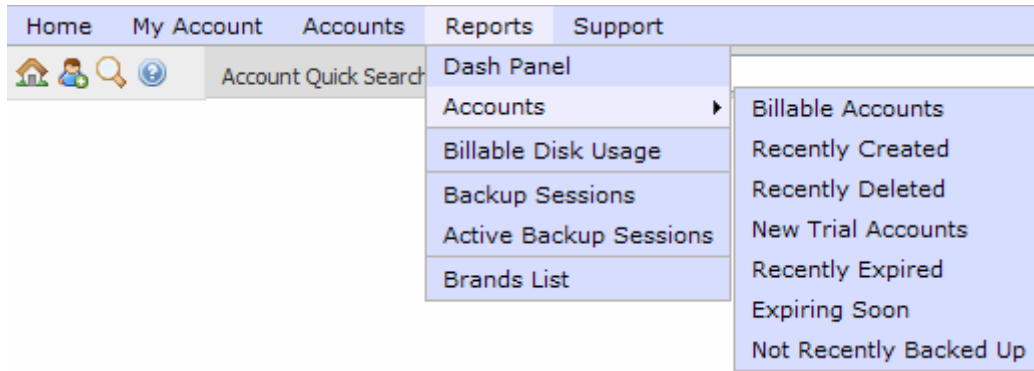 Home My Account Accounts Reports Support
Account Quick Search
Dash Panel
Accounts
Billable Disk Usage
Backup Sessions
Active Backup Sessions
Brands List
Billable Accounts
Recently Created
Recently Deleted
New Trial Accounts
Recently Expired
Expiring Soon
Not Recently Backed Up